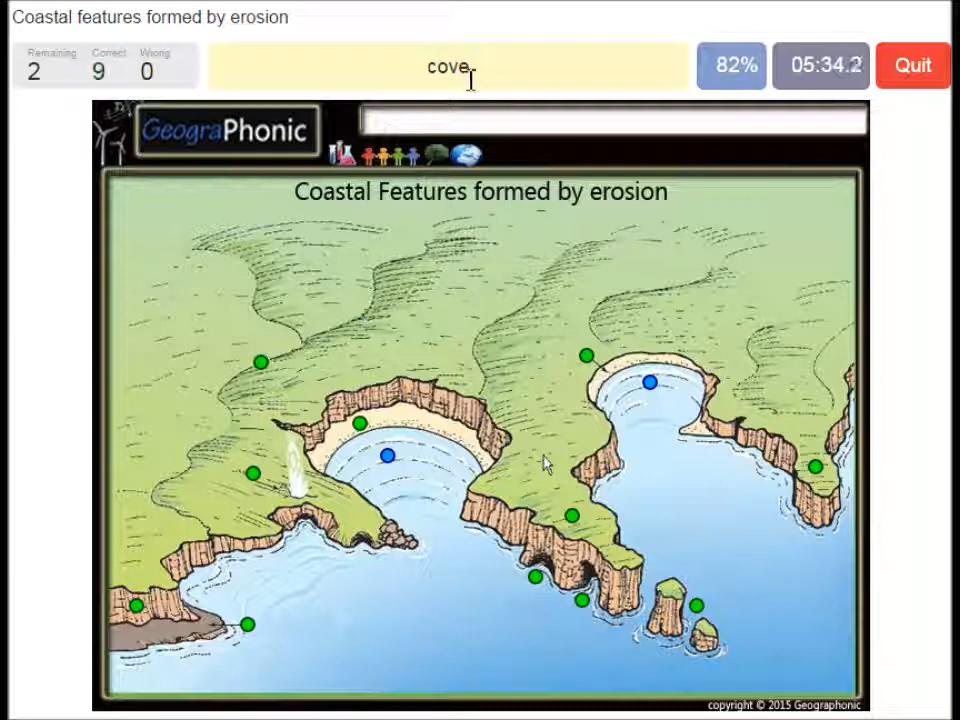 Coastal features formed by erosion
Remaining Correct Wrong
2 9 0
cove
82%
05:34.2
Quit
GeograPhonic
Coastal Features formed by erosion
copyright © 2015 Geographonic